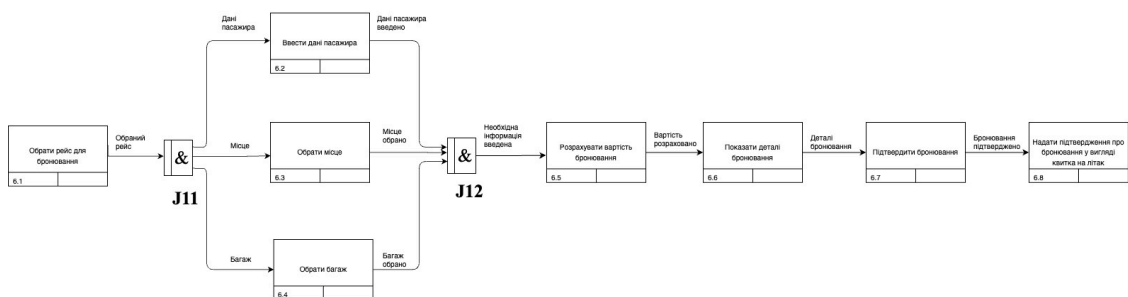 Дані
пасажира
Ввести дані пасажира
6.2
Дані пасажира
введено
Обрати рейс для
бронювання
6.1
Обраний
рейс
&
J11
Місце
Обрати місце
6.3
Місце
обрано
&
J12
Необхідна
інформація
введена
Розрахувати вартість
бронювання
6.5
Вартість
розраховано
Показати деталі
бронювання
6.6
Деталі
бронювання
Підтвердити бронювання
6.7
Бронювання
підтверджено
Надати підтвердження про
бронювання у вигляді
квитка на літак
6.8
Багаж
Обрати багаж
6.4
Багаж
обрано